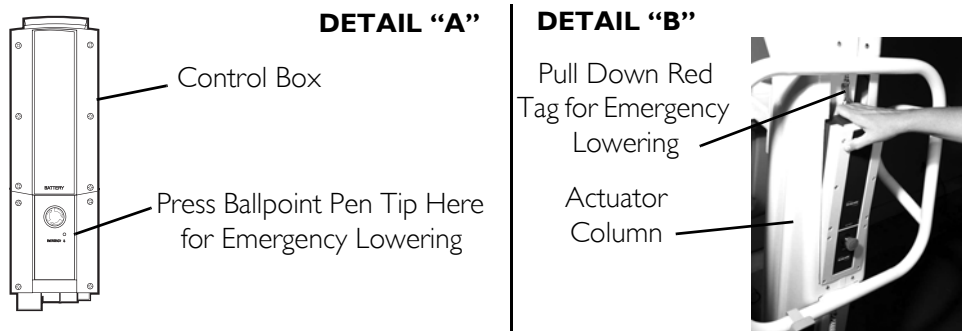 DETAIL “A”
Control Box
BATTERY
Press Ballpoint Pen Tip Here
for Emergency Lowering
DETAIL “B”
Pull Down Red
Tag for Emergency
Lowering
Actuator
Column